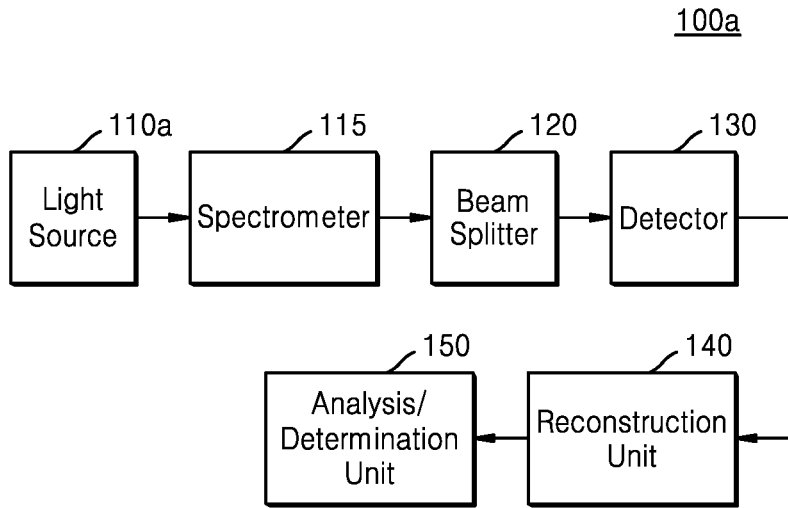 100a
110a
115
120
130
Light
Source
Spectrometer
Beam
Splitter
Detector
150
140
Analysis/
Determination
Unit
Reconstruction
Unit